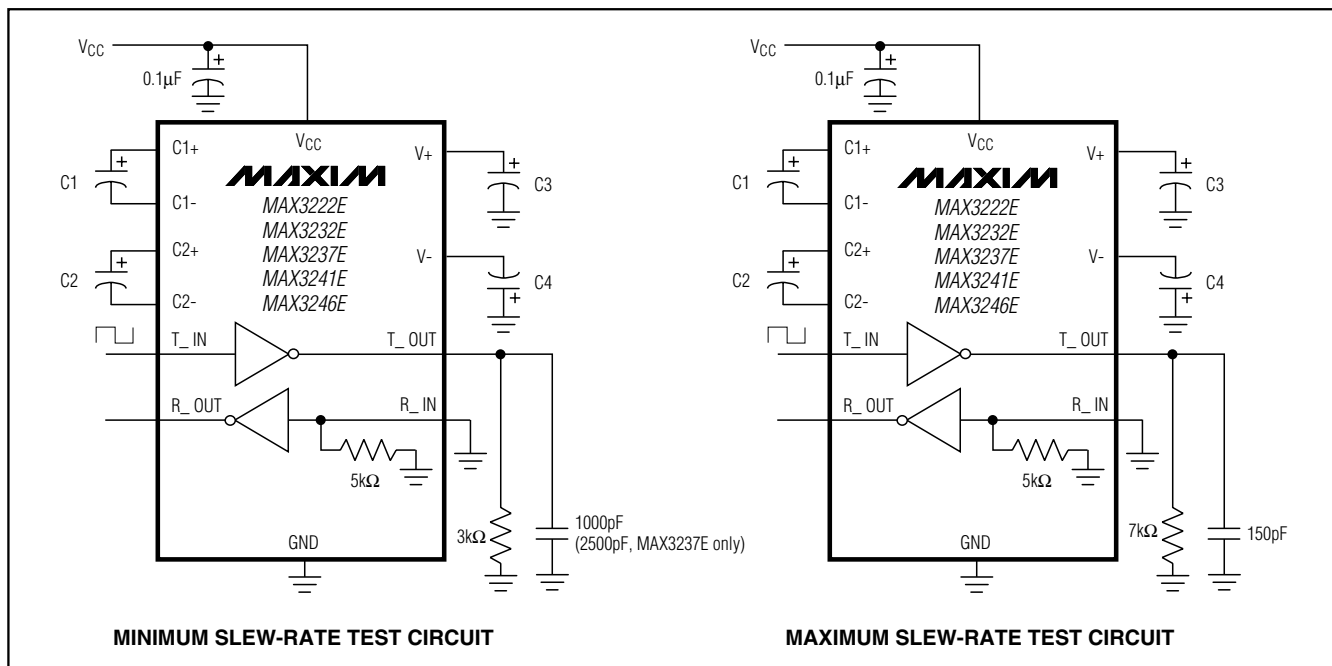 VCC
0.1μF
+
VCC
C1+
V+
+
C1
+
C3
MAXIM
C1-
MAX3222E
MAX3232E
C2+
MAX3237E
V-
C2
+
MAX3241E
C4
C2-
MAX3246E
+
T_ IN
T_ OUT
R_ OUT
R_ IN
5kΩ
3kΩ
1000pF
(2500pF, MAX3237E only)
GND
MINIMUM SLEW-RATE TEST CIRCUIT
VCC
0.1μF
+
VCC
C1+
V+
+
C1
+
C3
MAXIM
C1-
MAX3222E
MAX3232E
C2+
MAX3237E
V-
C2
+
MAX3241E
C4
C2-
MAX3246E
+
T_ IN
T_ OUT
R_ OUT
R_ IN
5kΩ
7kΩ
150pF
GND
MAXIMUM SLEW-RATE TEST CIRCUIT